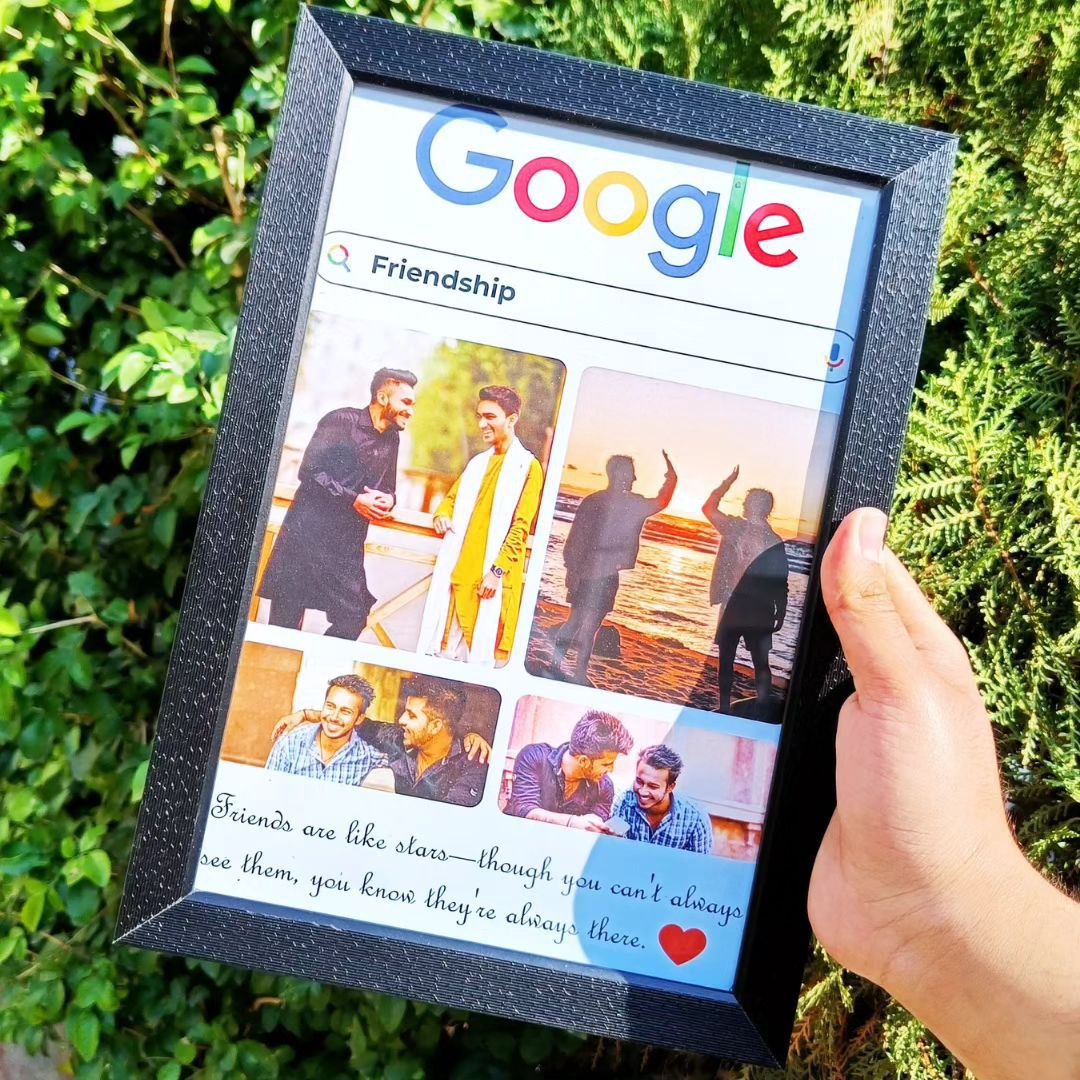 Google
Friendship
Friends are like stars—though you can't always
see them, you know they're always there.